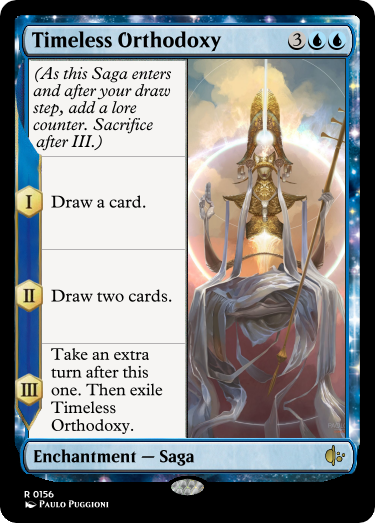 Timeless Orthodoxy 3
(As this Saga enters
and after your draw
step, add a lore
counter. Sacrifice
after III.)
I Draw a card.
II Draw two cards.
Take an extra
turn after this
one. Then exile
III Timeless
Orthodoxy.
Enchantment — Saga
R 0156
Paulo Puggioni